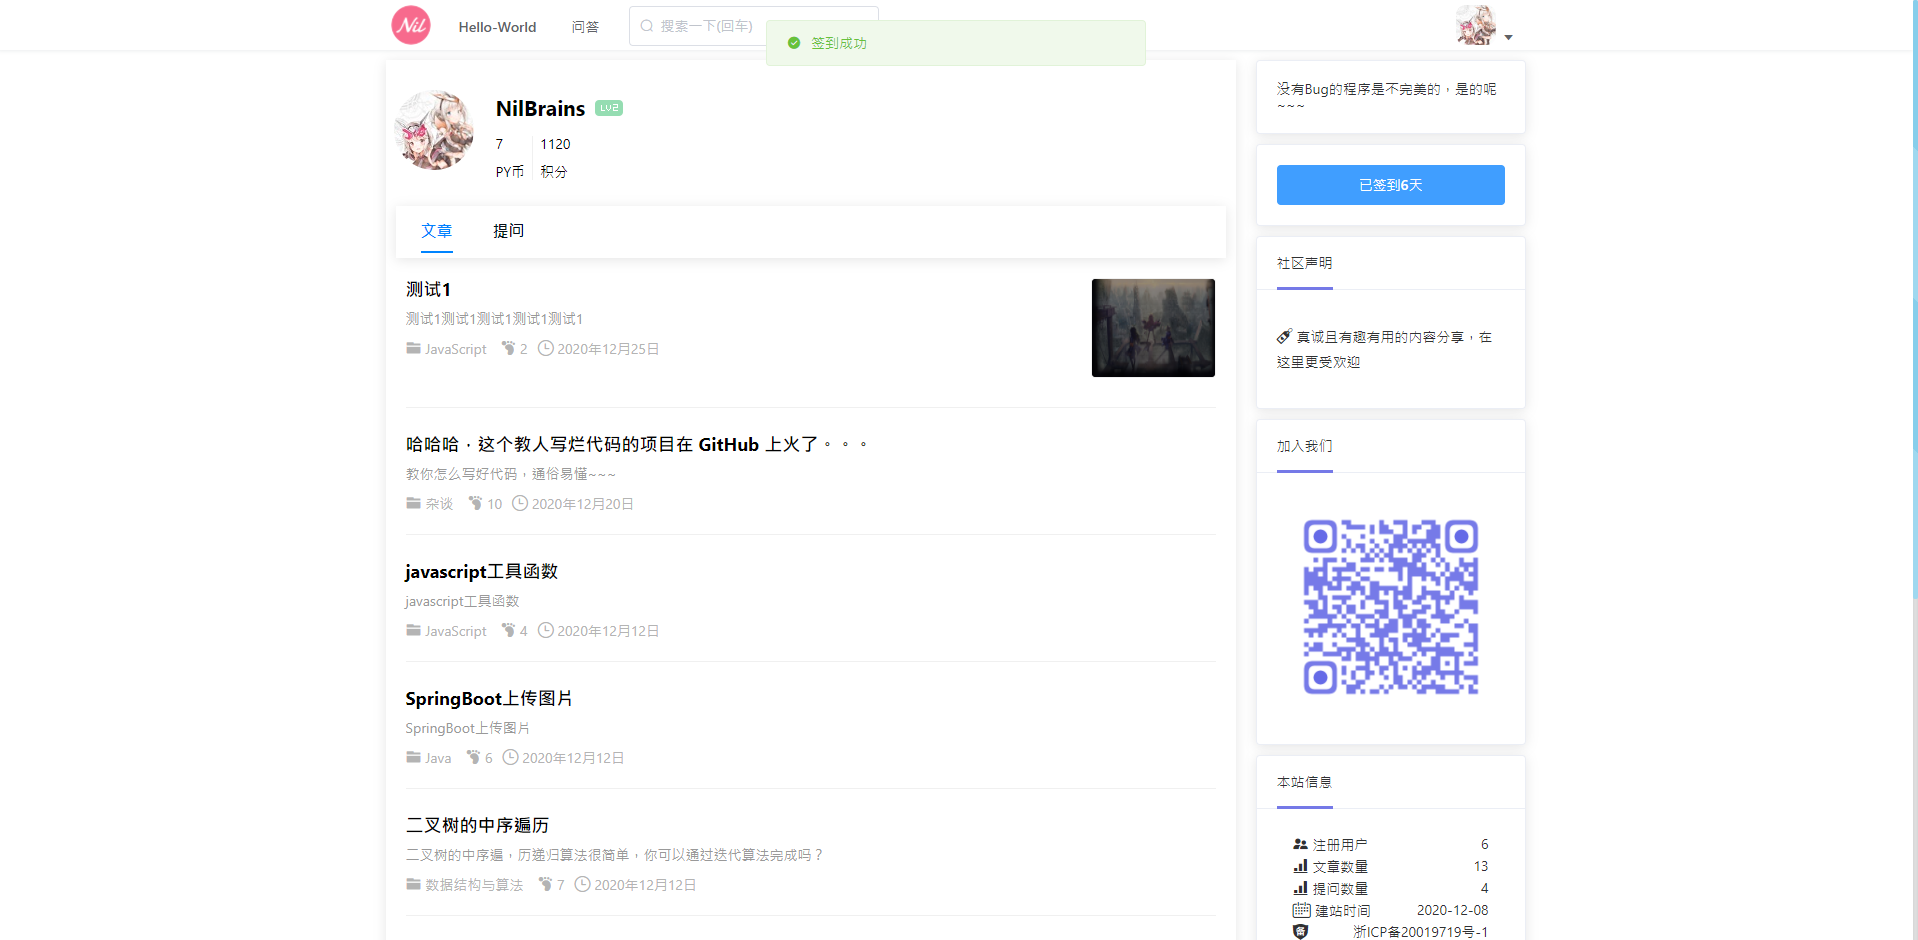 Nil
Hello-World
问答
搜索一下(回车)
签到成功
NilBrains
LV2
7
1120
PY币
积分
文章
提问
测试1
测试1测试1测试1测试1测试1
JavaScript
2
2020年12月25日
哈哈哈,这个教人写烂代码的项目在 GitHub 上火了。。。
教你怎么写好代码,通俗易懂~~~
杂谈
10
2020年12月20日
javascript工具函数
javascript工具函数
JavaScript
4
2020年12月12日
SpringBoot上传图片
SpringBoot上传图片
Java
6
2020年12月12日
二叉树的中序遍历
二叉树的中序遍,历递归算法很简单,你可以通过迭代算法完成吗?
数据结构与算法
7
2020年12月12日
没有Bug的程序是不完美的,是的呢
~~~
已签到6天
社区声明
真诚且有趣有用的内容分享,在
这里更受欢迎
加入我们
本站信息
注册用户
6
文章数量
13
提问数量
4
建站时间
2020-12-08
浙ICP备20019719号-1